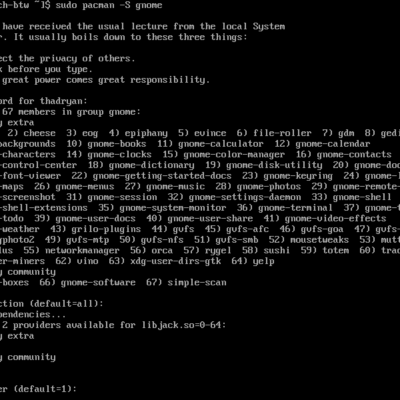 ch-btw ~]$ sudo pacman -S gnome
have received the usual lecture from the local System
r. It usually boils down to these three things:
ect the privacy of others.
k before you type.
great power comes great responsibility.
ord for thadryan:
67 members in group gnome:
y extra
2) cheese 3) eog 4) epiphany 5) evince 6) file-roller 7) gdm 8) gedi
backgrounds 10) gnome-books 11) gnome-calculator 12) gnome-calendar
-characters 14) gnome-clocks 15) gnome-color-manager 16) gnome-contacts
-control-center 18) gnome-dictionary 19) gnome-disk-utility 20) gnome-doc
-font-viewer 22) gnome-getting-started-docs 23) gnome-keyring 24) gnome-l
-maps 26) gnome-menus 27) gnome-music 28) gnome-photos 29) gnome-remote-
-screenshot 31) gnome-session 32) gnome-settings-daemon 33) gnome-shell
-shell-extensions 35) gnome-system-monitor 36) gnome-terminal 37) gnome-t
-todo 39) gnome-user-docs 40) gnome-user-share 41) gnome-video-effects
-weather 43) grilo-plugins 44) gvfs 45) gvfs-afc 46) gvfs-goa 47) gvfs-
gphoto2 49) gvfs-mtp 50) gvfs-nfs 51) gvfs-smb 52) mousetweaks 53) mutt
lus 55) networkmanager 56) orca 57) rygel 58) sushi 59) totem 60) trac
er-miners 62) vino 63) xdg-user-dirs-gtk 64) yelp
y community
-boxes 66) gnome-software 67) simple-scan
ction (default=all):
pendencies...
2 providers available for libjack.so=0-64:
y extra
y community
er (default=1):